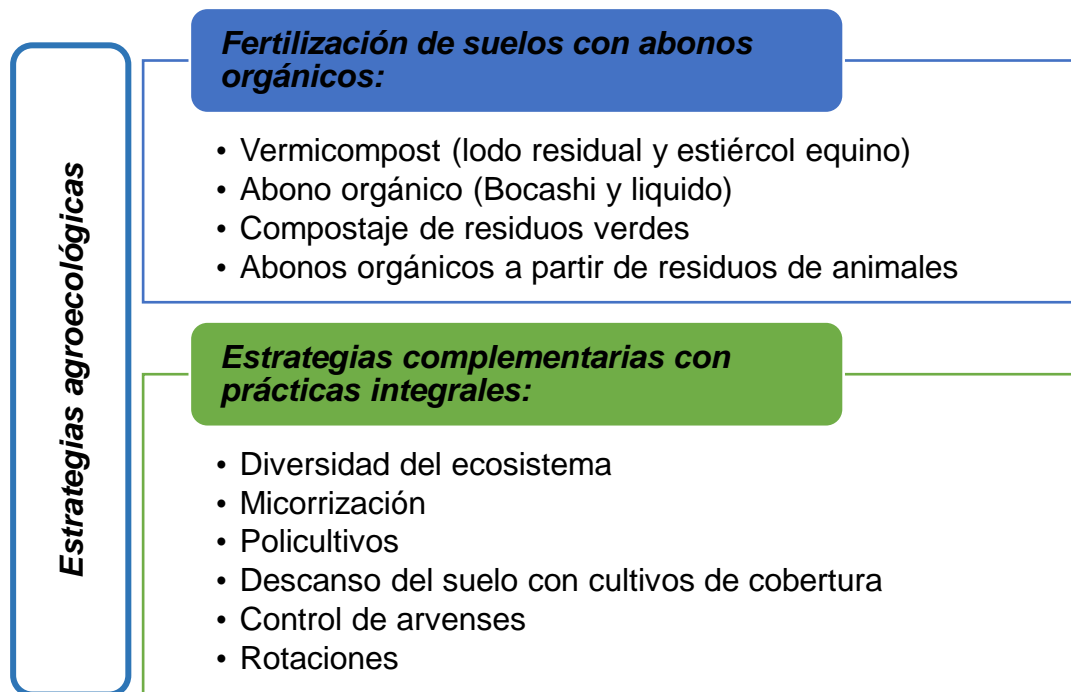 Estrategias agroecológicas
Fertilización de suelos con abonos
orgánicos:
• Vermicompost (lodo residual y estiércol equino)
• Abono orgánico (Bocashi y liquido)
• Compostaje de residuos verdes
• Abonos orgánicos a partir de residuos de animales
Estrategias complementarias con
prácticas integrales:
• Diversidad del ecosistema
• Micorrización
• Policultivos
• Descanso del suelo con cultivos de cobertura
• Control de arvenses
• Rotaciones